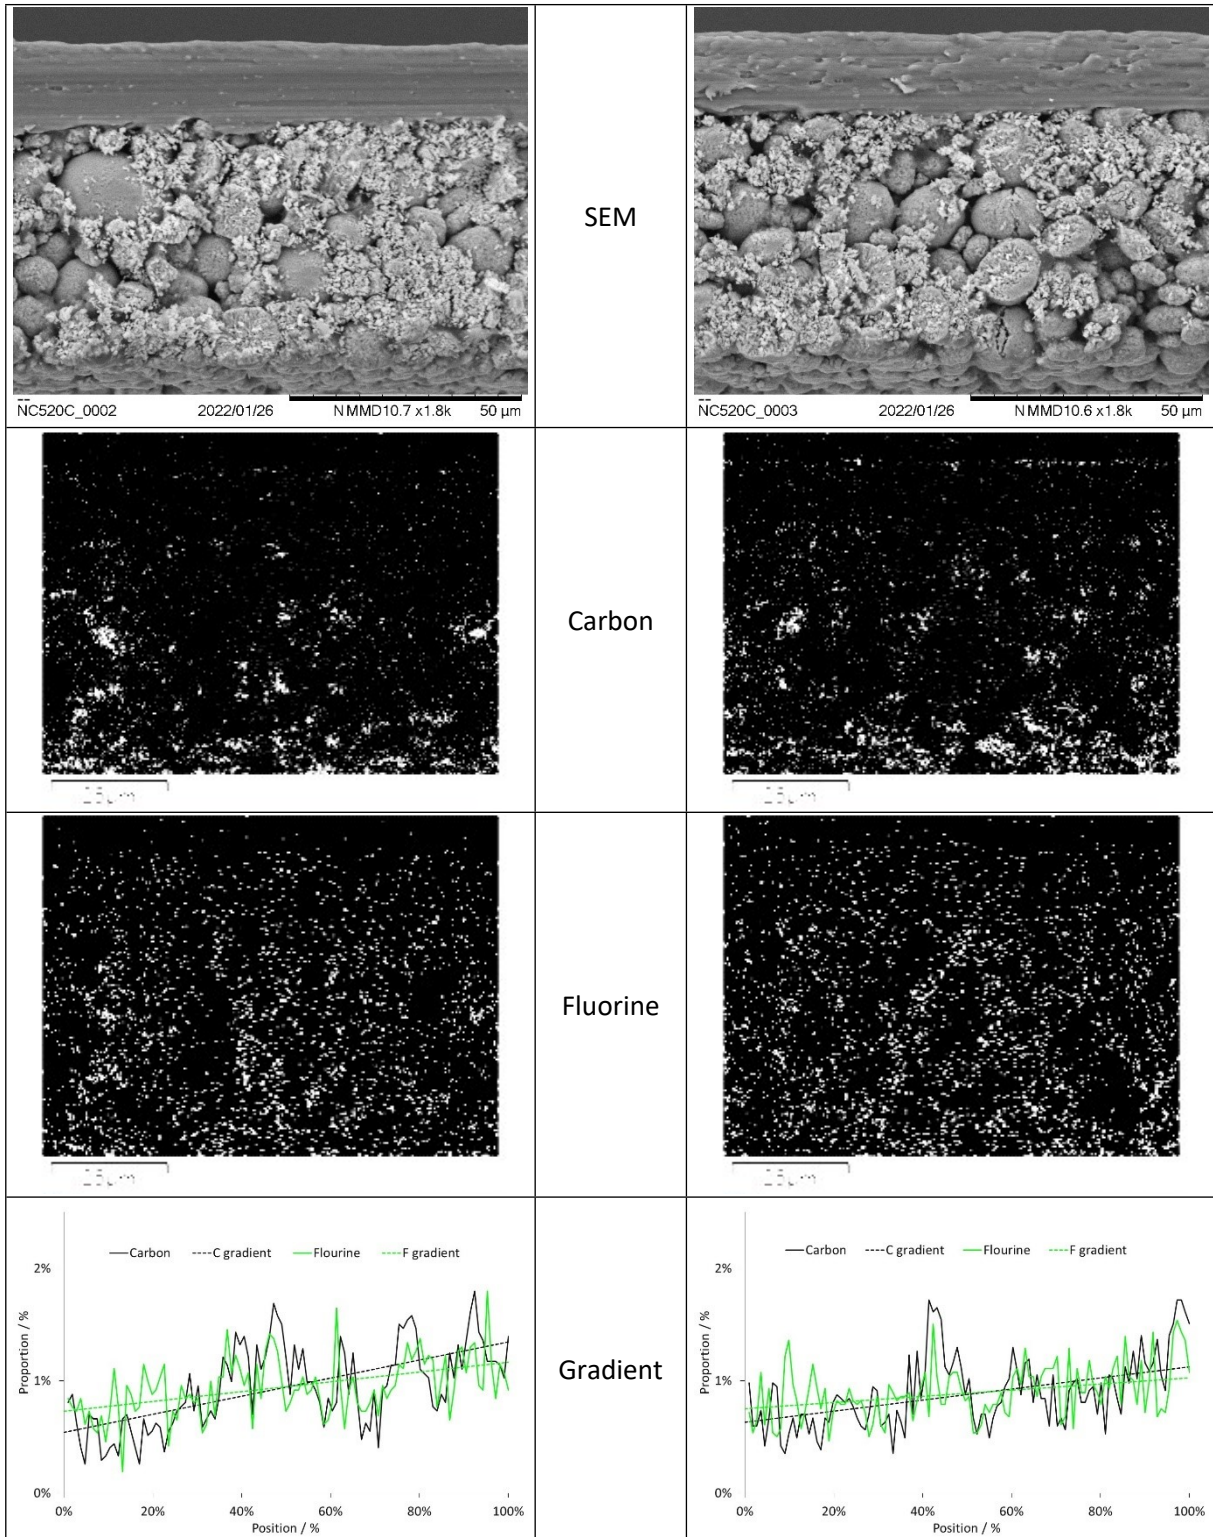 SEM
NC520C_0002 2022/01/26 NMMD10.7 x1.8k 50 µm
NC520C_0003 2022/01/26 NMMD10.6 x1.8k 50 µm
Carbon
Fluorine
Carbon C gradient Flourine F gradient
2%
1%
0%
Proportion / %
0% 20% 40% 60% 80% 100%
Position / %
Gradient
Carbon C gradient Flourine F gradient
2%
1%
0%
Proportion / %
0% 20% 40% 60% 80% 100%
Position / %